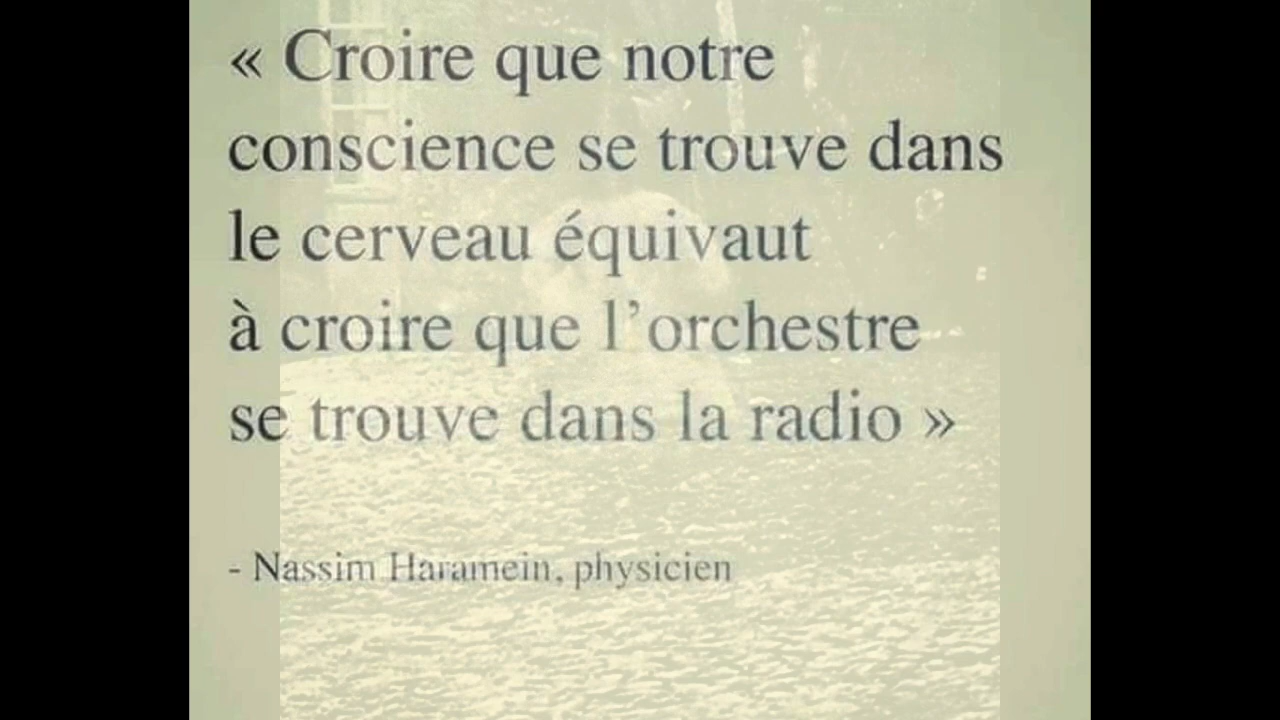 « Croire que notre
conscience se trouve dans
le cerveau équivaut
à croire que l’orchestre
se trouve dans la radio »
- Nassim Haramein, physicien